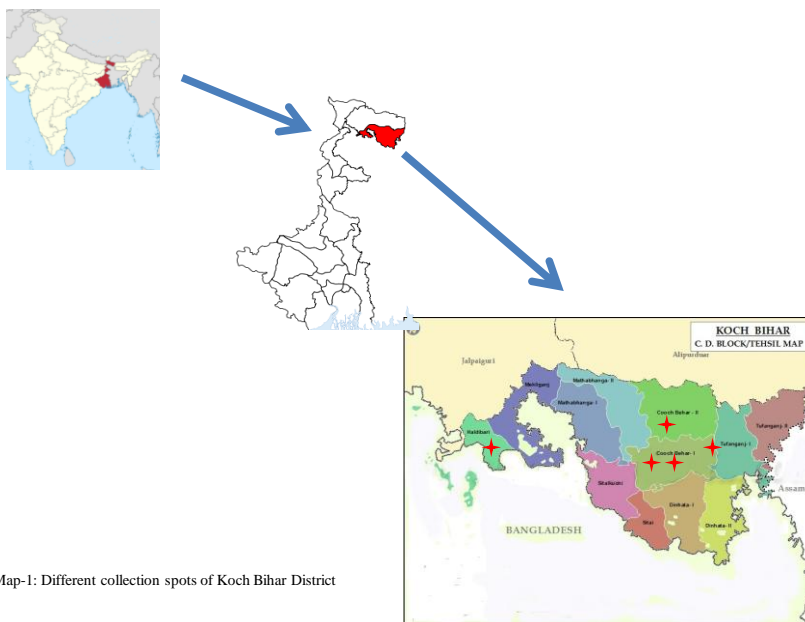 KOCH BIHAR
C. D. BLOCK/TEHSIL MAP
Jalpaiguri
Alipurduar
Mekliganj
Mathabhanga- II
Mathabhanga- I
Haldibari
Cooch Behar - II
Tufanganj- II
Tufanganj- I
Cooch Behar- I
Sitalkuchi
Dinhata- I
Dinhata- II
Sitai
Assam
BANGLADESH
Map-1: Different collection spots of Koch Bihar District